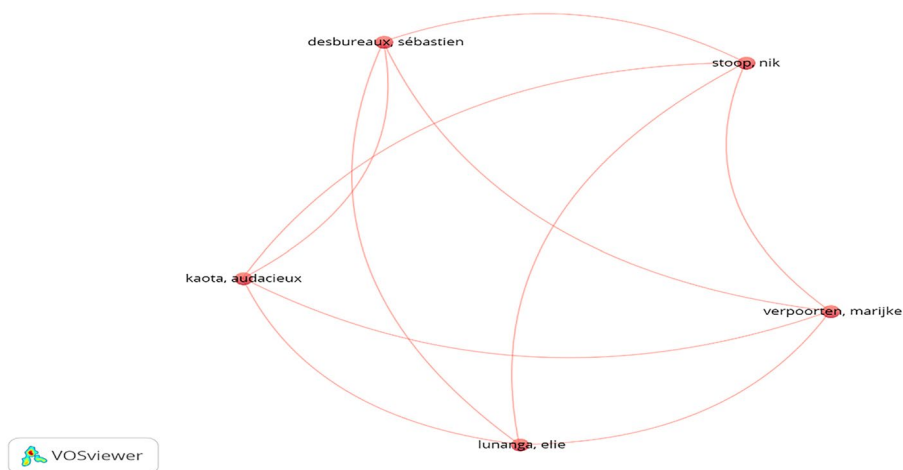 desbureaux, sébastien
stoop, nik
kaota, audacieux
verpoorten, marijke
lunanga, elie
VOSviewer